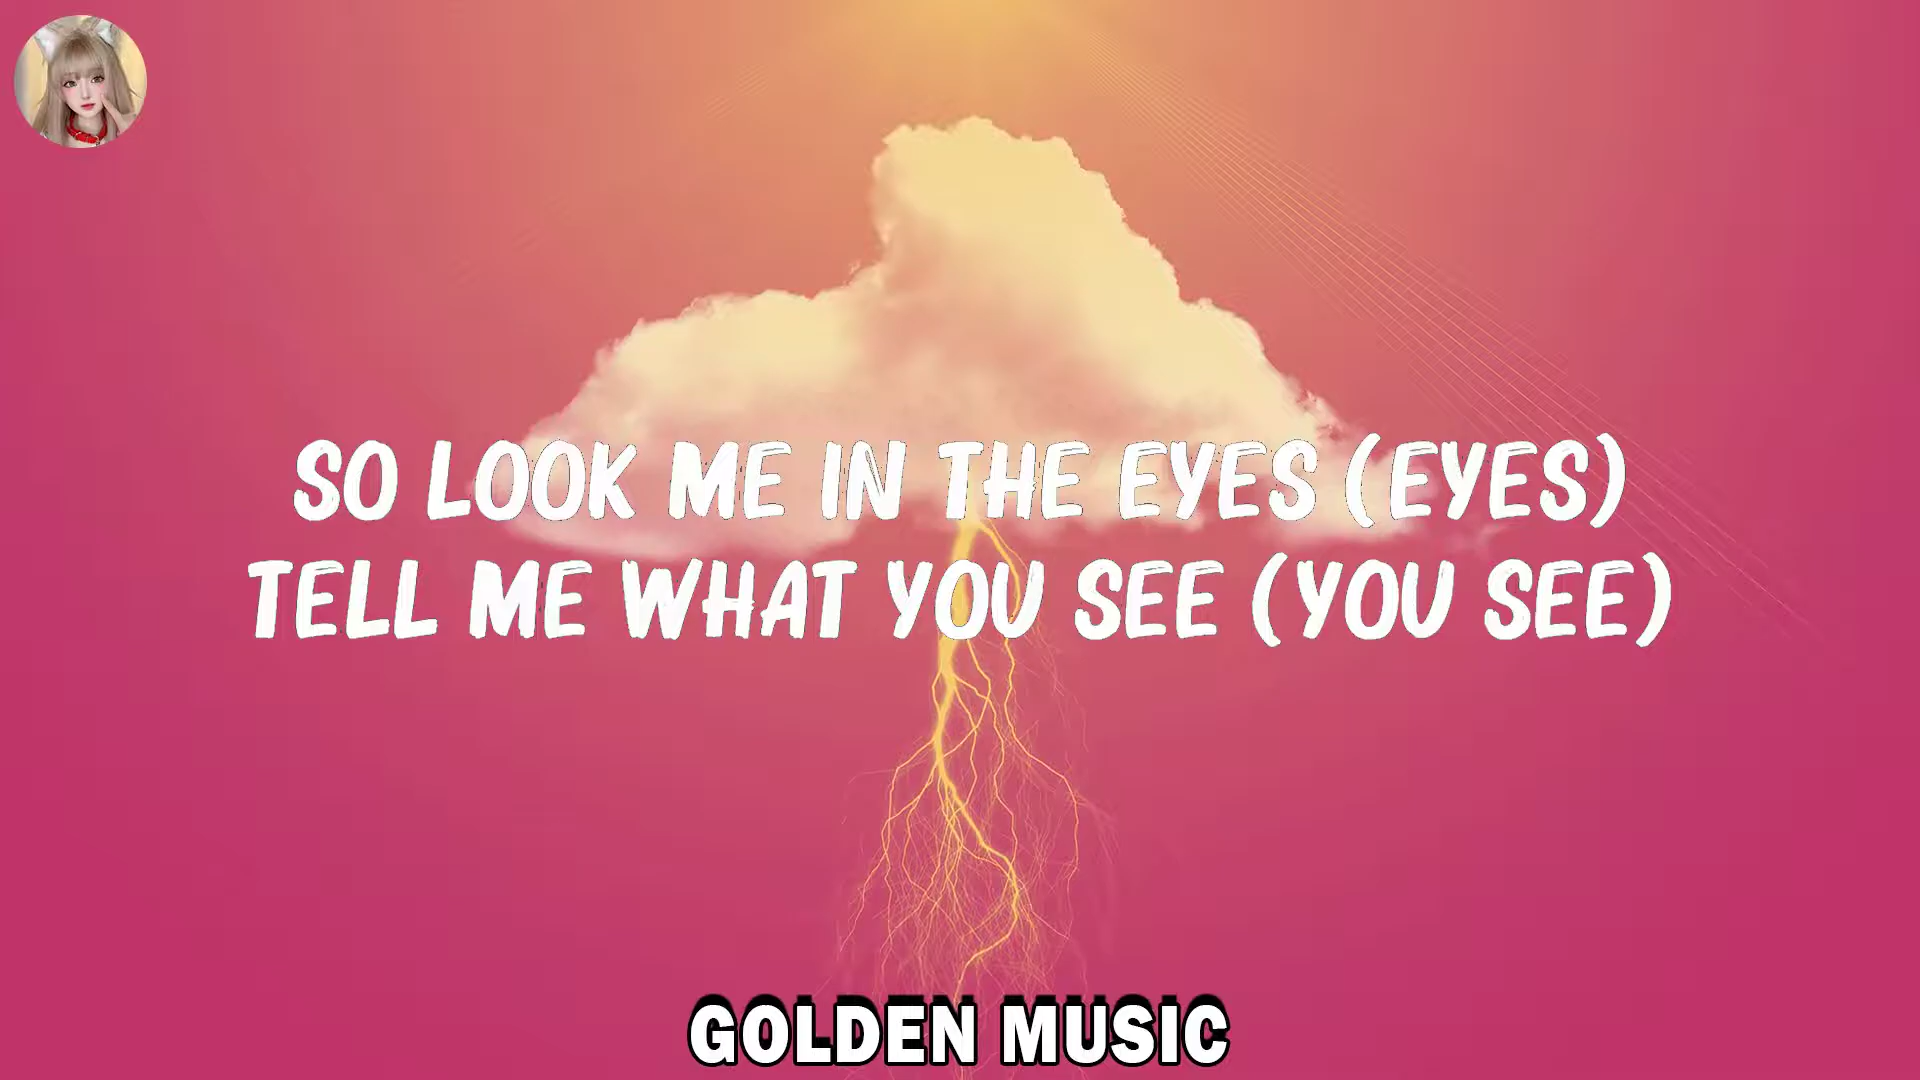 SO LOOK ME IN THE EYES (EYES)
TELL ME WHAT YOU SEE (YOU SEE)
GOLDEN MUSIC